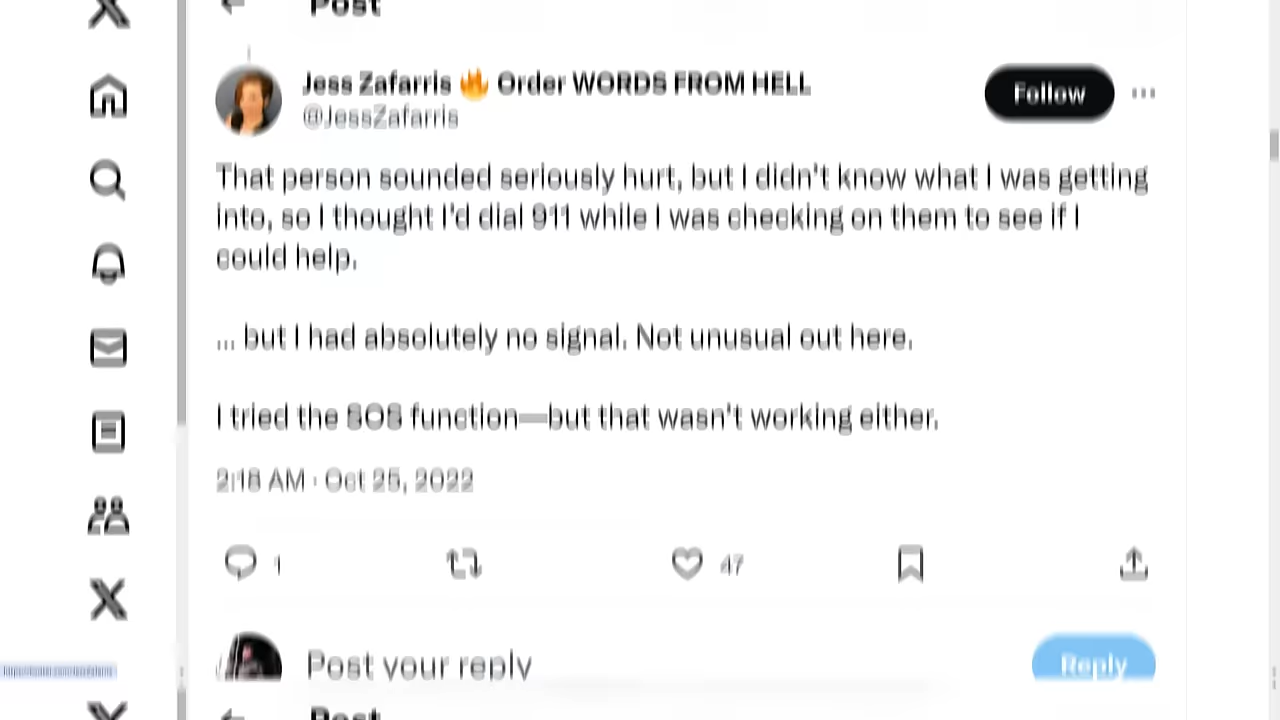 Post
Jess Zafarris 🔥 Order WORDS FROM HELL
@JessZafarris
Follow
That person sounded seriously hurt, but I didn't know what I was getting
into, so I thought I'd dial 911 while I was checking on them to see if I
could help.
... but I had absolutely no signal. Not unusual out here.
I tried the SOS function—but that wasn't working either.
2:18 AM · Oct 25, 2022
1
47
Post your reply
Reply
Post